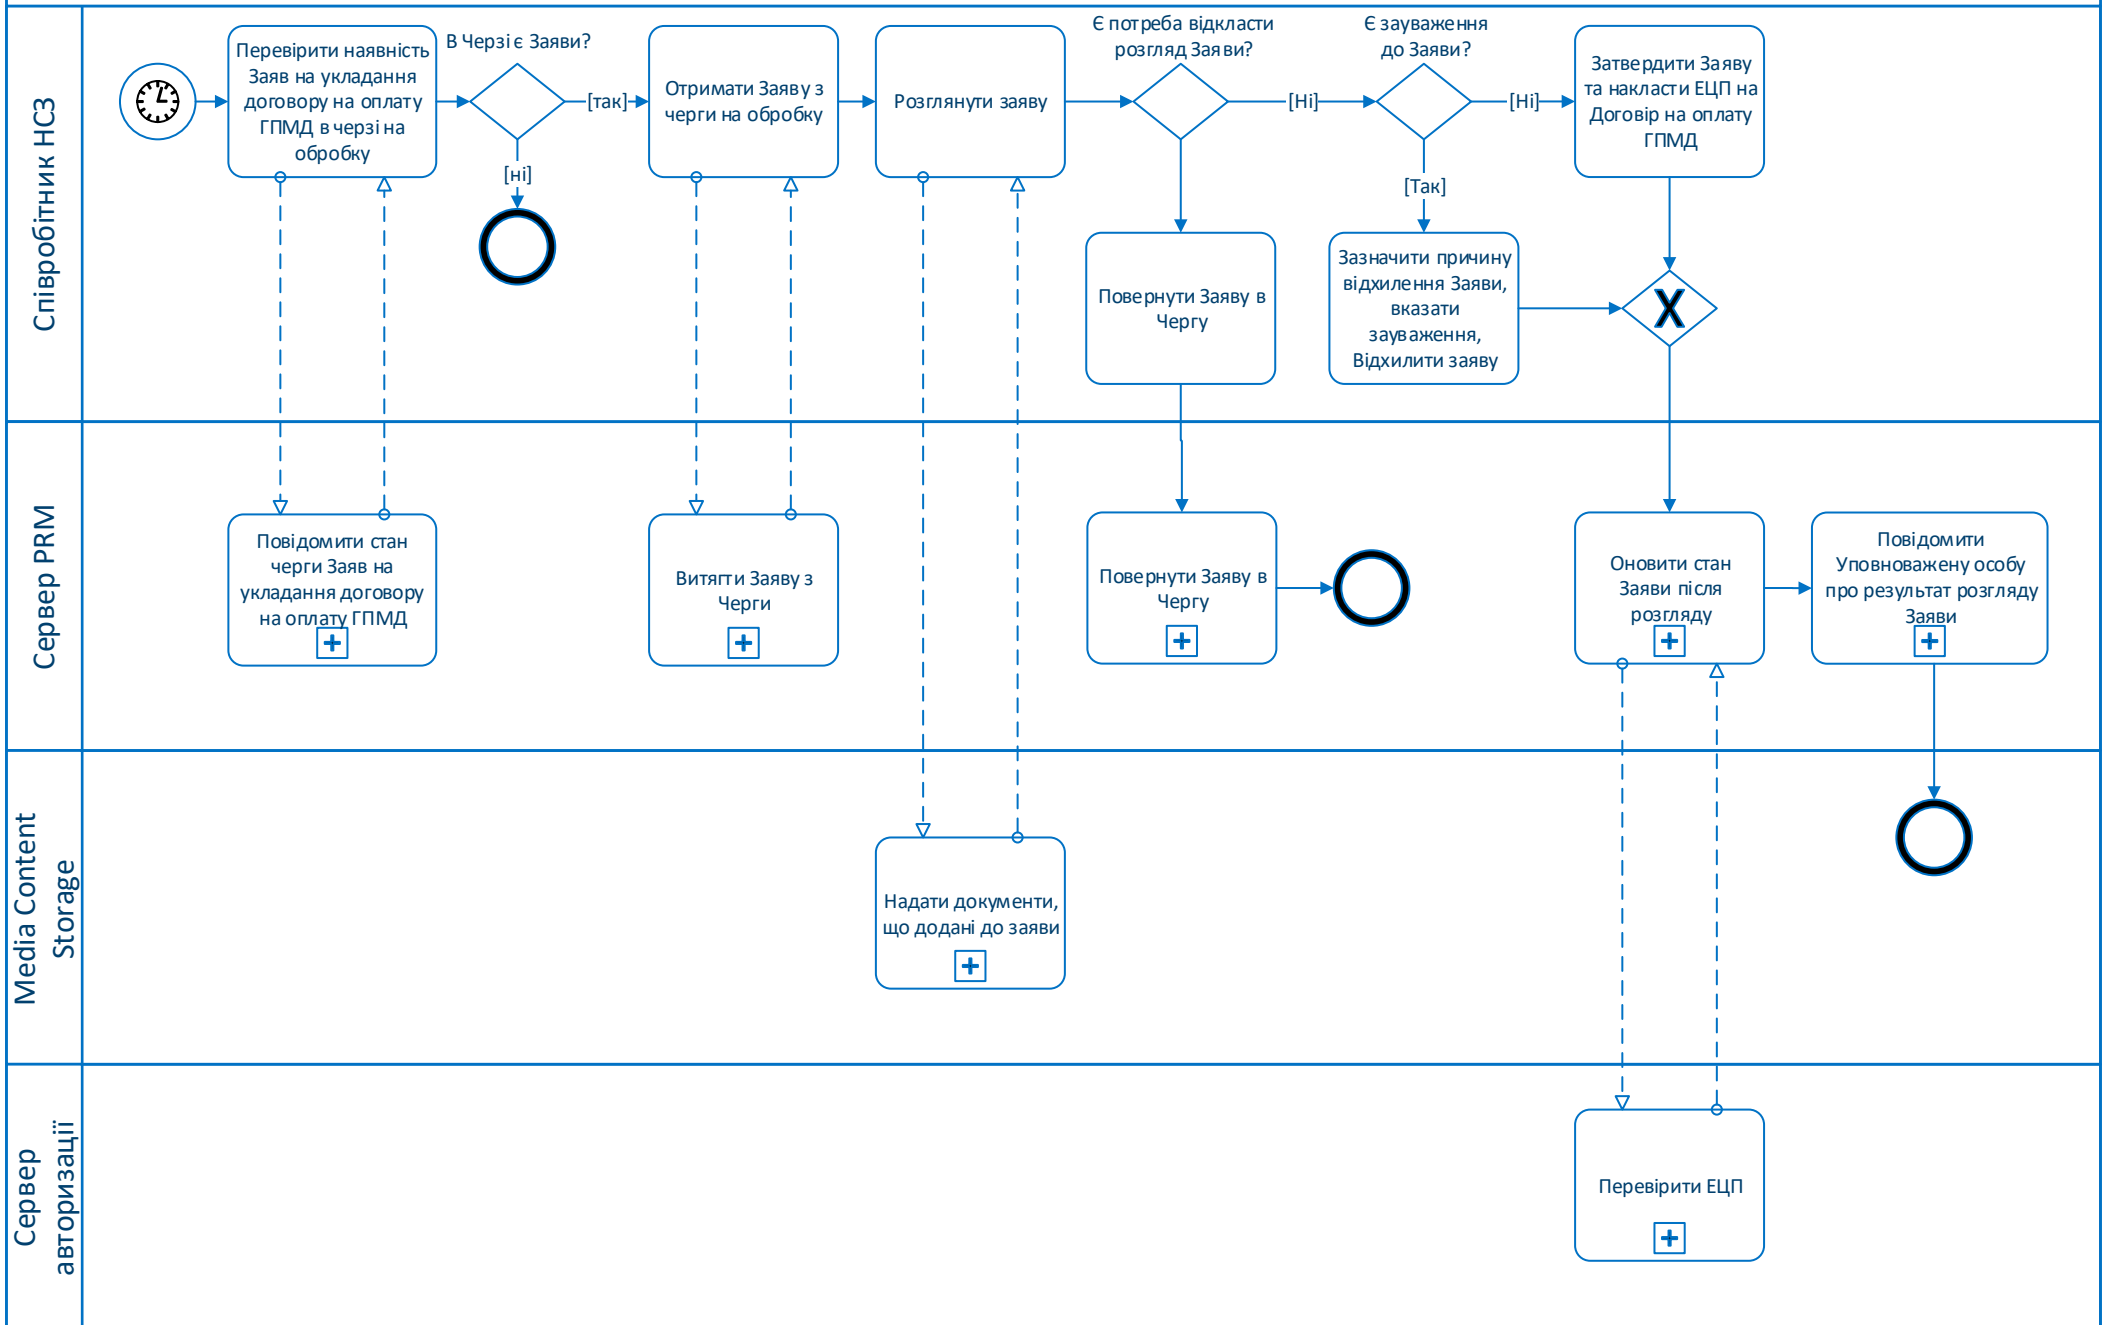 Співробітник НСЗ
Перевірити наявність
Заяв на укладання
договору на оплату
ГПМД в черзі на
обробку
В Черзі є Заяви?
[так]
[ні]
Отримати Заяву з
черги на обробку
Розглянути заяву
Є потреба відкласти
розгляд Заяви?
[Ні]
Є зауваження
до Заяви?
[Ні]
[Так]
Затвердити Заяву
та накласти ЕЦП на
Договір на оплату
ГПМД
Повернути Заяву в
Чергу
Зазначити причину
відхилення Заяви,
вказати
зауваження,
Відхилити заяву
X
Сервер PRM
Повідомити стан
черги Заяв на
укладання договору
на оплату ГПМД
Витягти Заяву з
Черги
Повернути Заяву в
Чергу
Оновити стан
Заяви після
розгляду
Повідомити
Уповноважену особу
про результат розгляду
Заяви
Media Content
Storage
Надати документи,
що додані до заяви
Сервер
авторизації
Перевірити ЕЦП